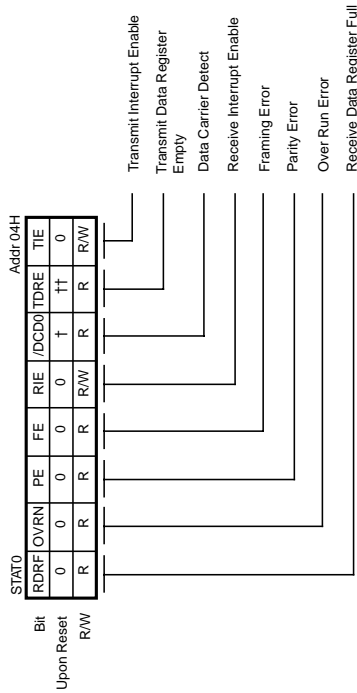 STAT0 Addr 04H
Bit RDRF OVRN PE FE RIE /DCD0 TDRE TIE
Upon Reset 0 0 0 0 0 † †† 0
R/W R R R R R/W R R R/W
Transmit Interrupt Enable
Transmit Data Register
Empty
Data Carrier Detect
Receive Interrupt Enable
Framing Error
Parity Error
Over Run Error
Receive Data Register Full